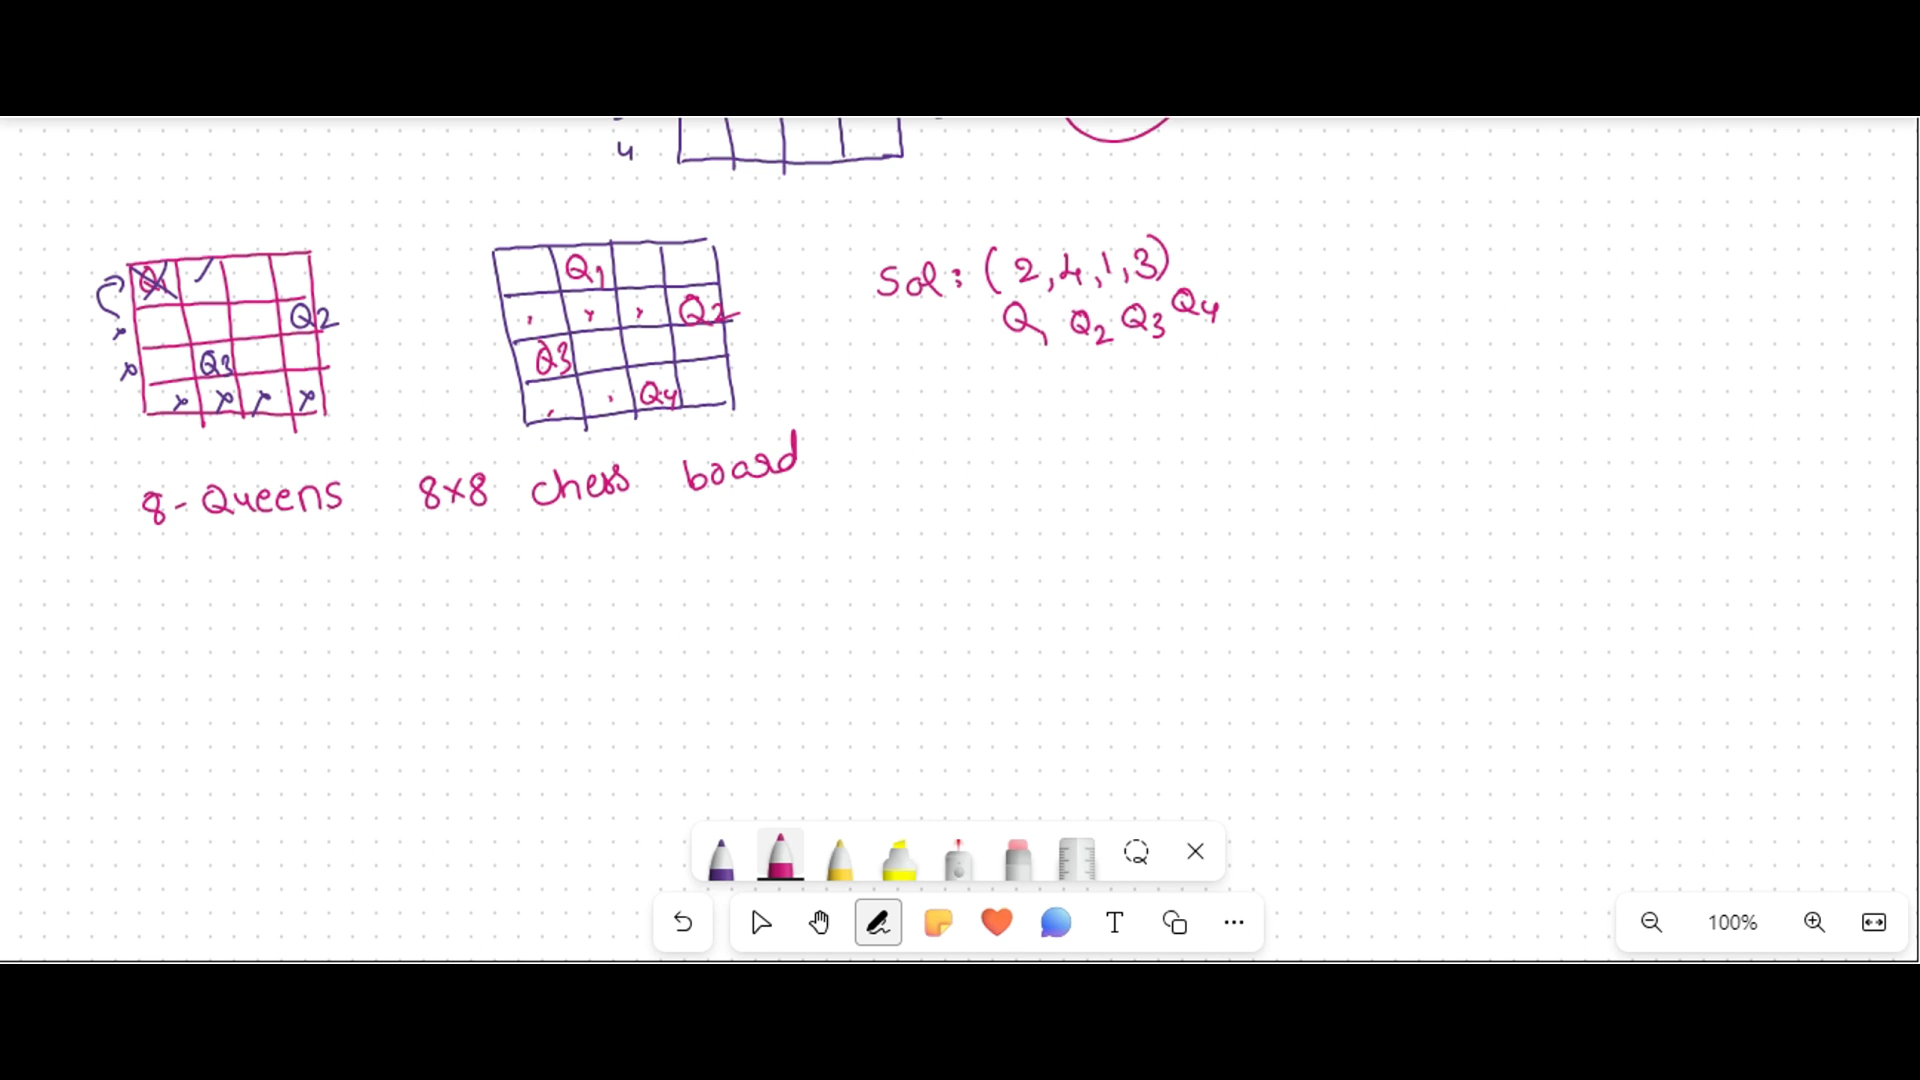 4
Q1
Q2
Q3
Q1
Q2
Q3
Q4
Sol: (2,4,1,3)
Q1 Q2 Q3 Q4
8-Queens 8x8 chess board
T
100%